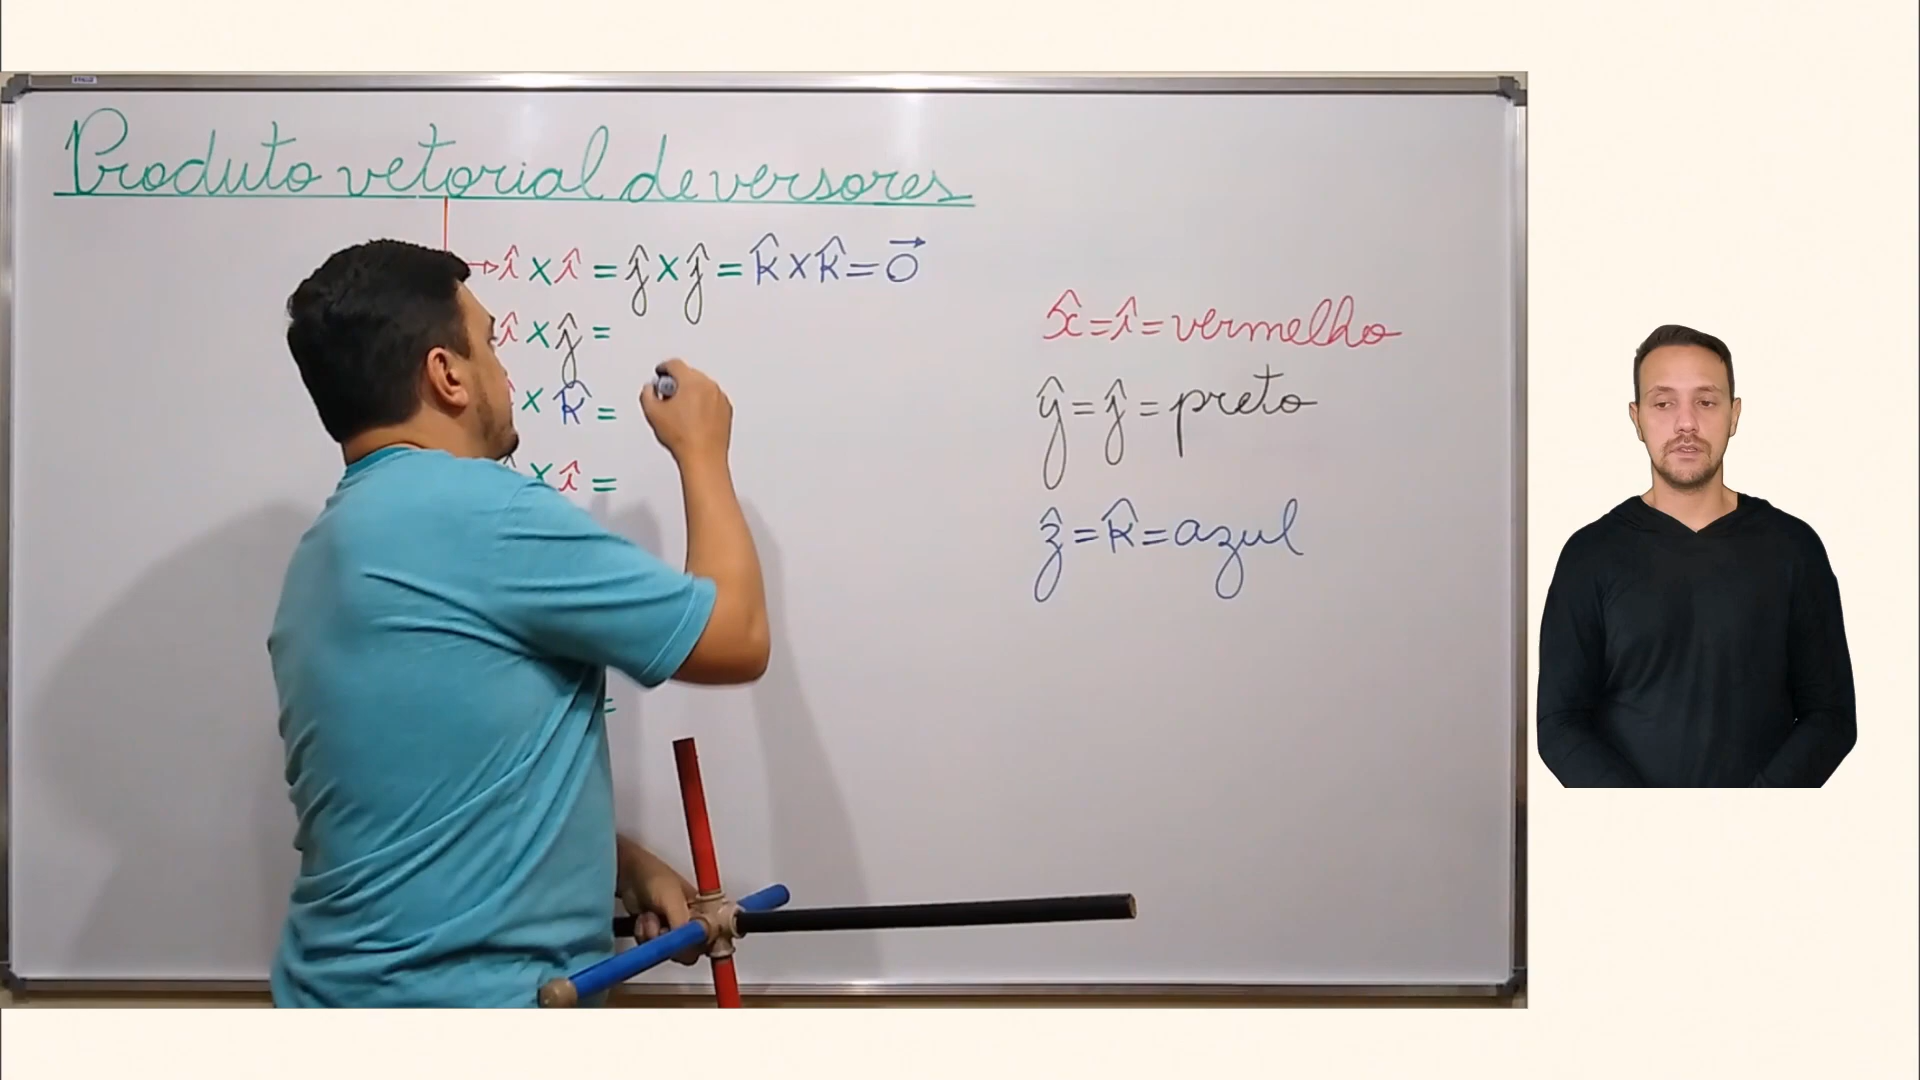 Produto vetorial de versores
î × î = ĵ × ĵ = k̂ × k̂ = 0⃗
î × ĵ =
× k̂ =
× î =
=
x̂ = î = vermelho
ŷ = ĵ = preto
ẑ = k̂ = azul